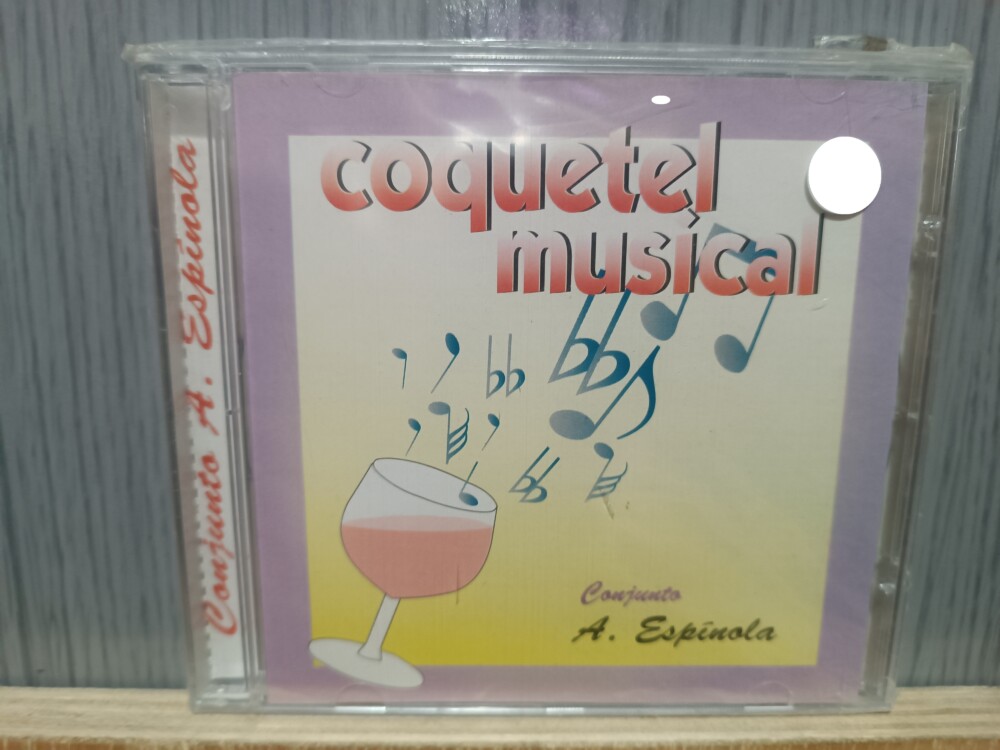 coquetel
musical
Conjunto
A. Espínola
Conjunto A. Espínola